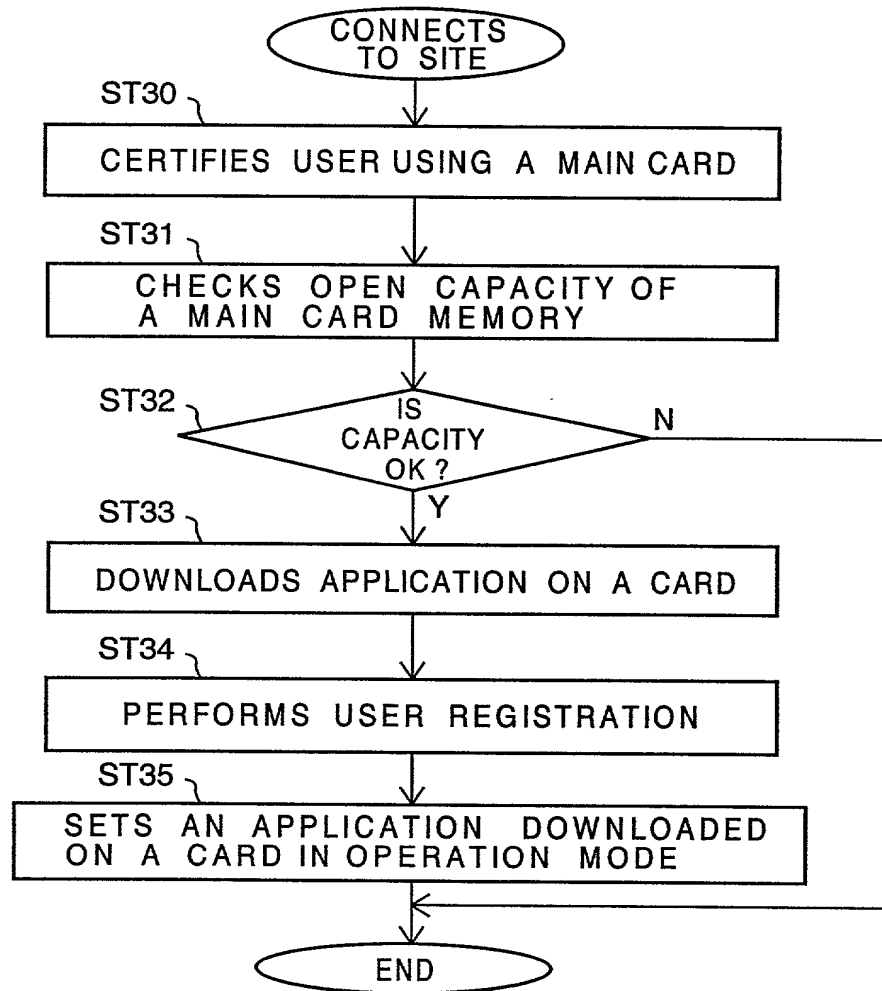 CONNECTS
TO SITE
ST30
CERTIFIES USER USING A MAIN CARD
ST31
CHECKS OPEN CAPACITY OF
A MAIN CARD MEMORY
ST32
IS
CAPACITY
OK ?
N
Y
ST33
DOWNLOADS APPLICATION ON A CARD
ST34
PERFORMS USER REGISTRATION
ST35
SETS AN APPLICATION DOWNLOADED
ON A CARD IN OPERATION MODE
END